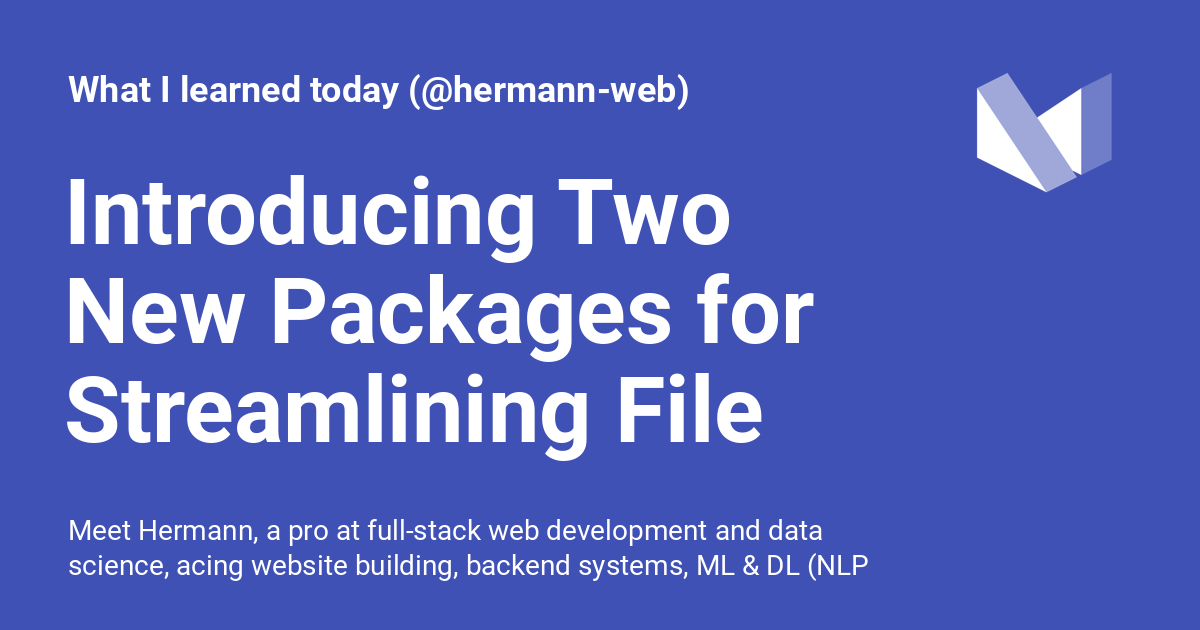 What I learned today (@hermann-web)
Introducing Two
New Packages for
Streamlining File
Meet Hermann, a pro at full-stack web development and data
science, acing website building, backend systems, ML & DL (NLP